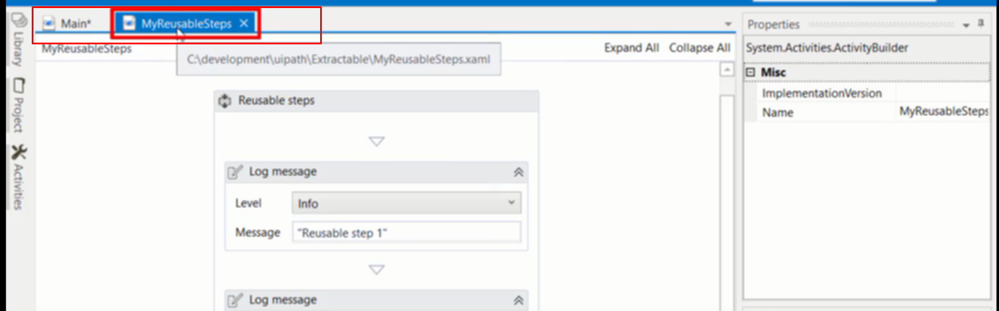 Main*
MyReusableSteps
MyReusableSteps
Expand All Collapse All
C:\development\uipath\Extractable\MyReusableSteps.xaml
Library
Project
Activities
Reusable steps
Log message
Level Info
Message "Reusable step 1"
Log message
Properties
System.Activities.ActivityBuilder
Misc
ImplementationVersion
Name MyReusableSteps